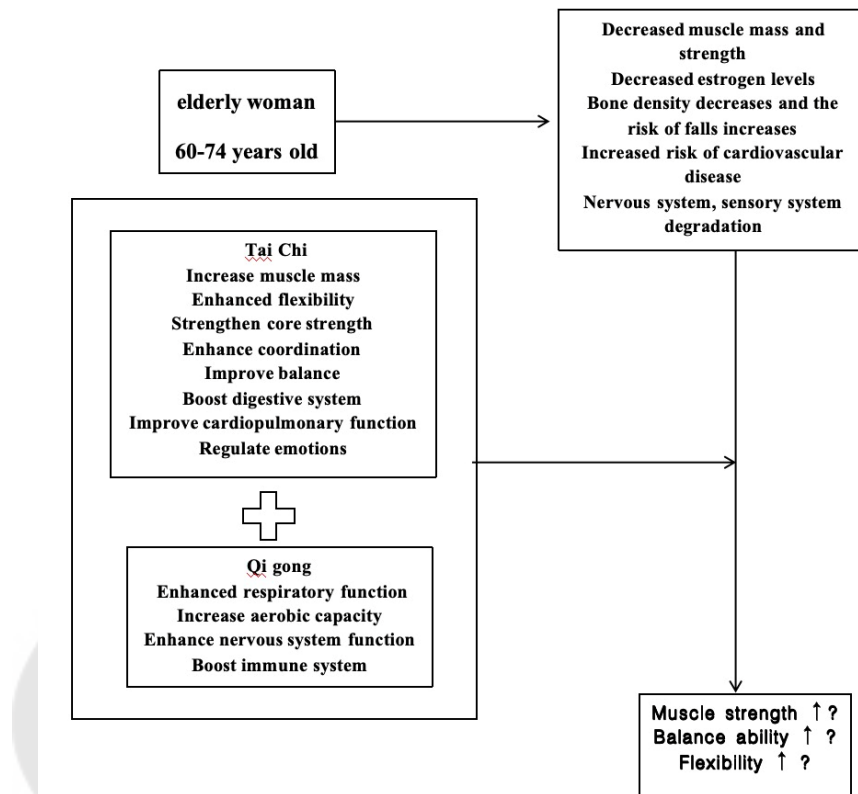 elderly woman
60-74 years old
Decreased muscle mass and
strength
Decreased estrogen levels
Bone density decreases and the
risk of falls increases
Increased risk of cardiovascular
disease
Nervous system, sensory system
degradation
Tai Chi
Increase muscle mass
Enhanced flexibility
Strengthen core strength
Enhance coordination
Improve balance
Boost digestive system
Improve cardiopulmonary function
Regulate emotions
Qi gong
Enhanced respiratory function
Increase aerobic capacity
Enhance nervous system function
Boost immune system
Muscle strength ↑ ?
Balance ability ↑ ?
Flexibility ↑ ?